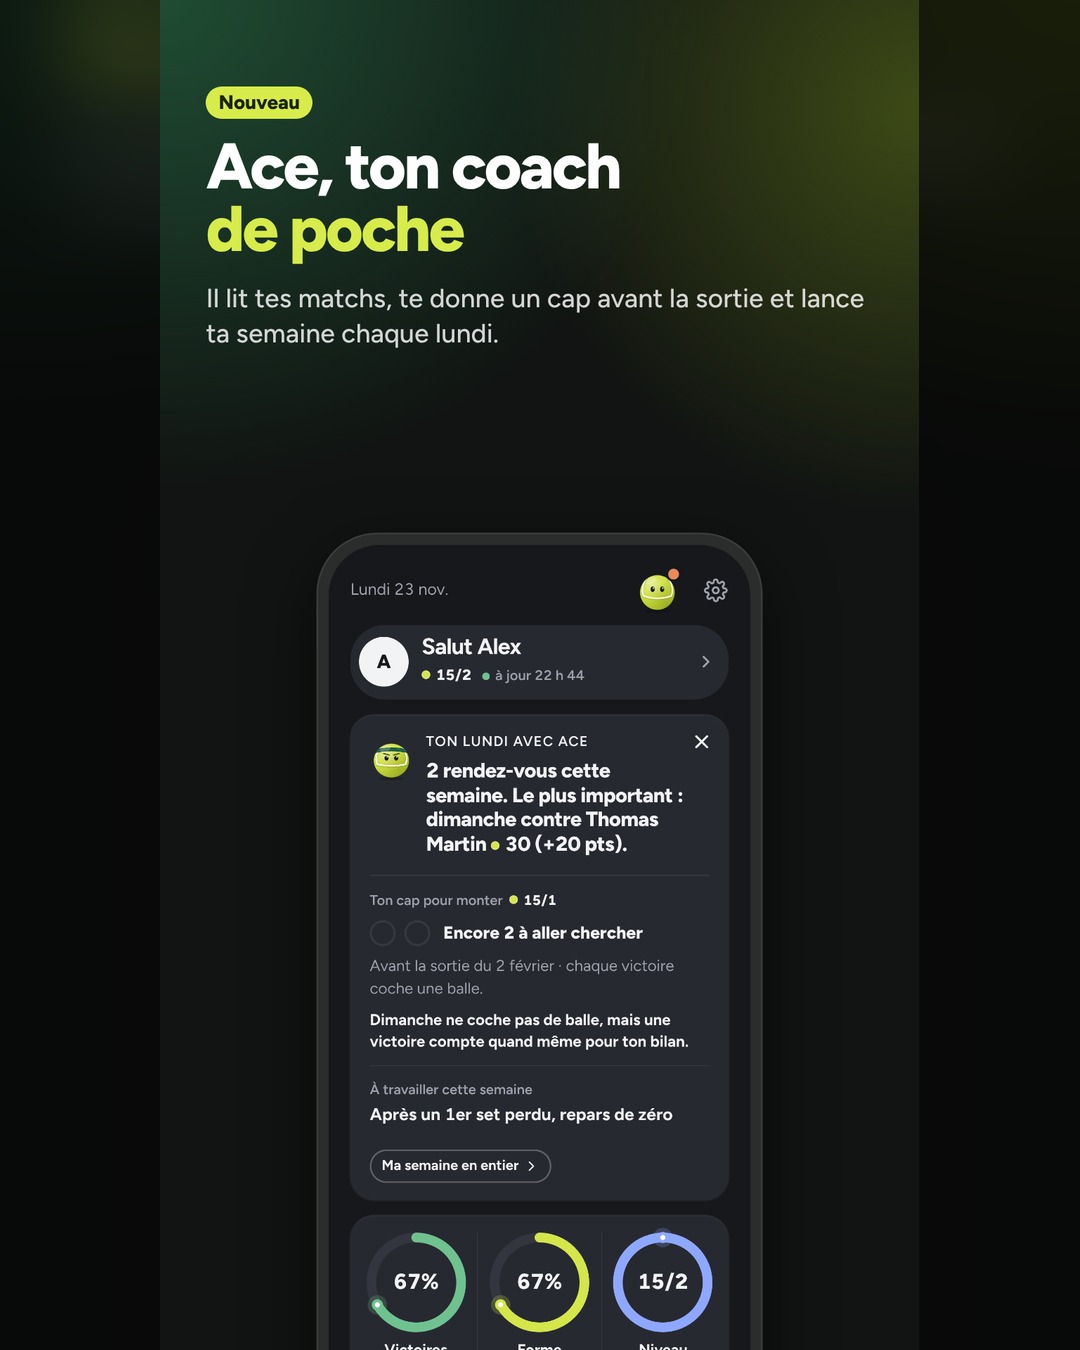 Nouveau
Ace, ton coach
de poche
Il lit tes matchs, te donne un cap avant la sortie et lance
ta semaine chaque lundi.
Lundi 23 nov.
A
Salut Alex
15/2 à jour 22 h 44
TON LUNDI AVEC ACE
2 rendez-vous cette
semaine. Le plus important :
dimanche contre Thomas
Martin 30 (+20 pts).
Ton cap pour monter 15/1
Encore 2 à aller chercher
Avant la sortie du 2 février · chaque victoire
coche une balle.
Dimanche ne coche pas de balle, mais une
victoire compte quand même pour ton bilan.
À travailler cette semaine
Après un 1er set perdu, repars de zéro
Ma semaine en entier
67% 67% 15/2
Victoires Forme Niveau